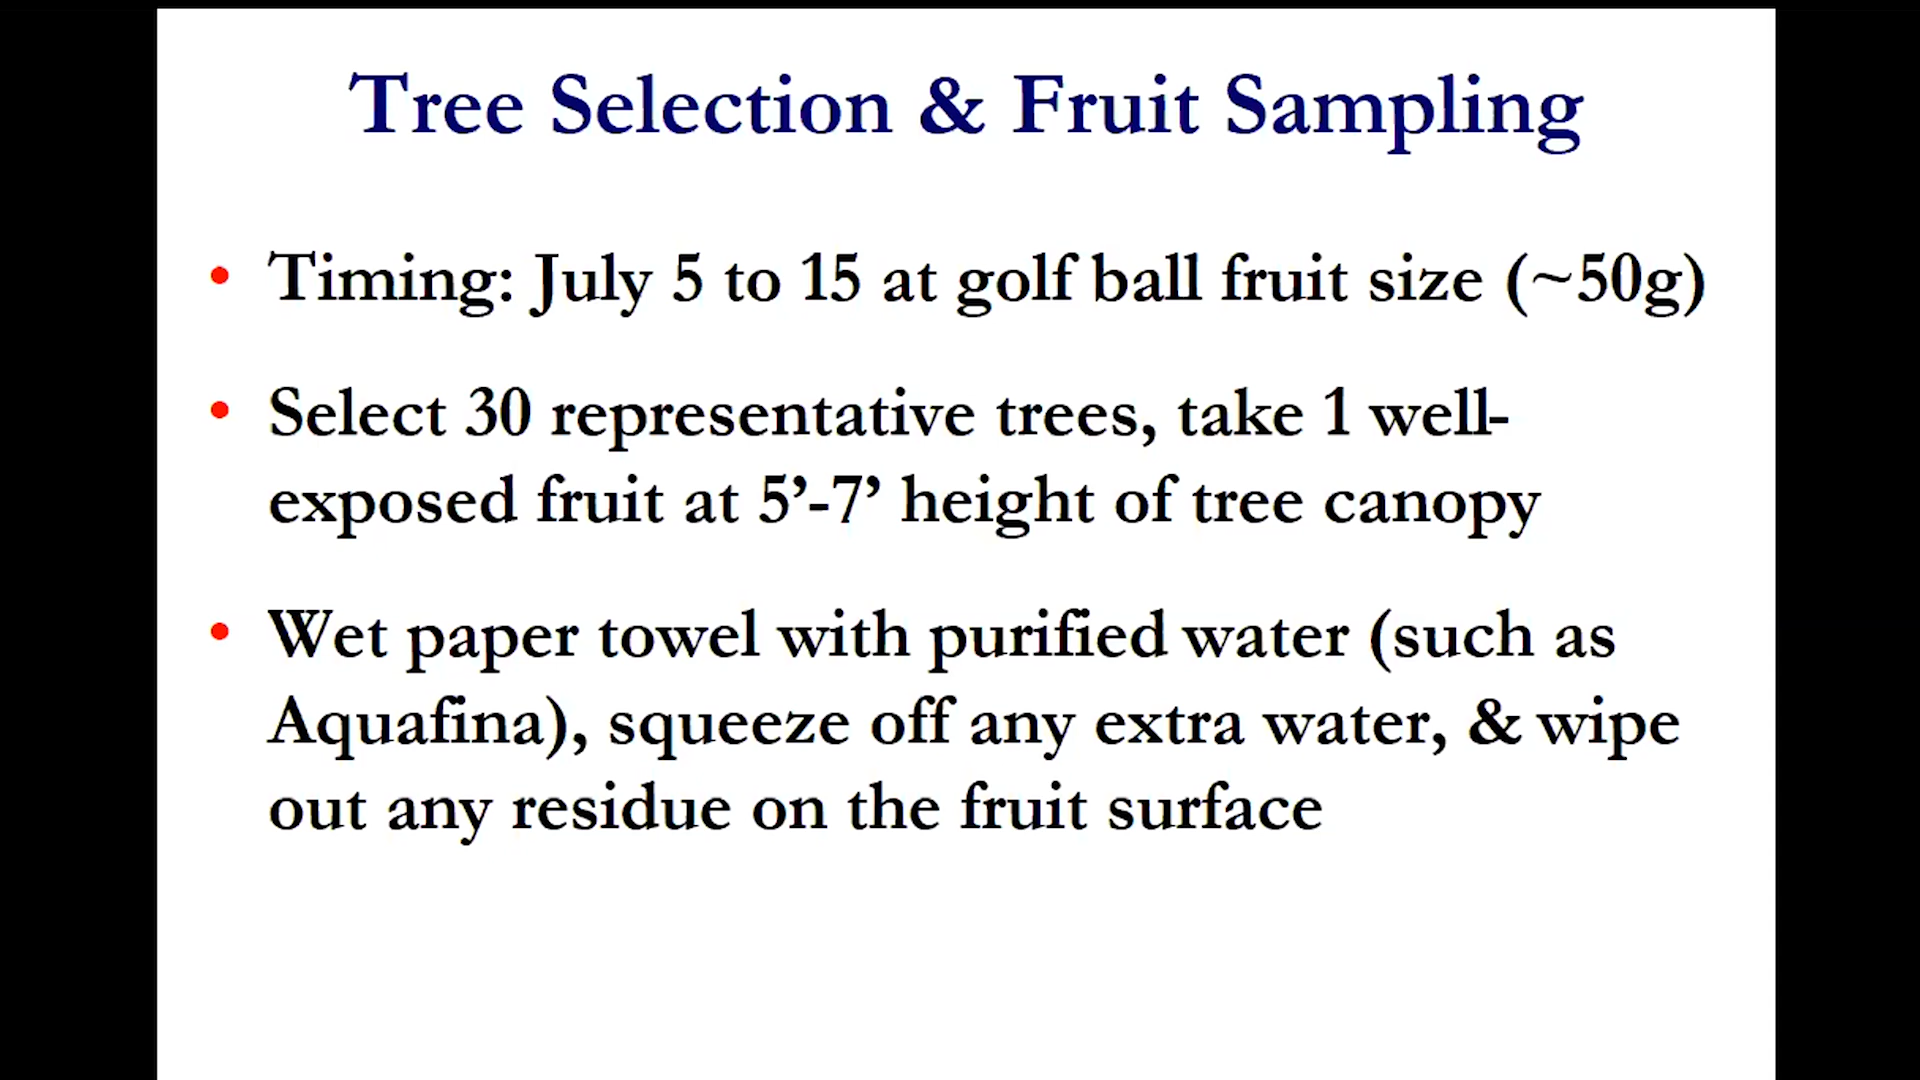 Tree Selection & Fruit Sampling
• Timing: July 5 to 15 at golf ball fruit size (~50g)
• Select 30 representative trees, take 1 well-
exposed fruit at 5’-7’ height of tree canopy
• Wet paper towel with purified water (such as
Aquafina), squeeze off any extra water, & wipe
out any residue on the fruit surface